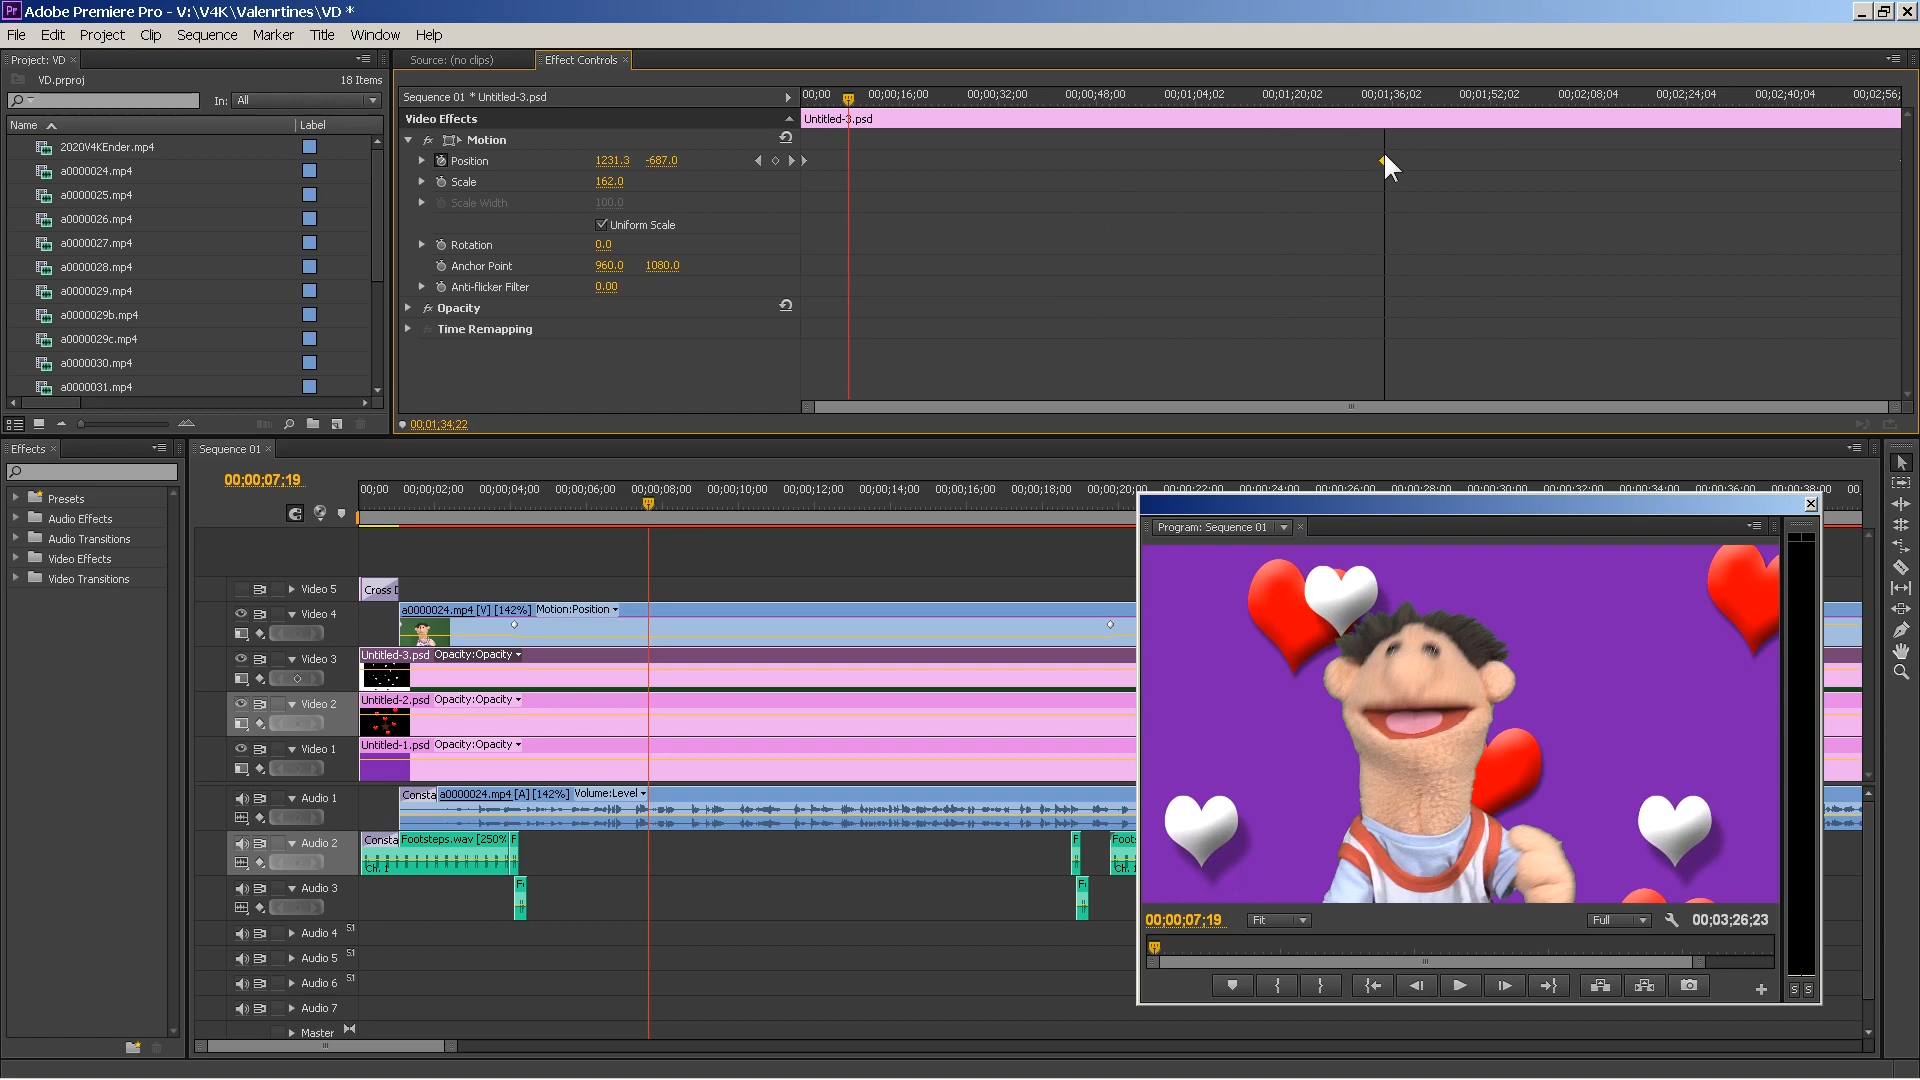 Pr Adobe Premiere Pro - V:\V4K\Valenrtines\VD *
File Edit Project Clip Sequence Marker Title Window Help
Project: VD
Source: (no clips)
Effect Controls
VD.prproj
18 Items
In: All
Sequence 01 * Untitled-3.psd
00;00 00;00;16;00 00;00;32;00 00;00;48;00 00;01;04;02 00;01;20;02 00;01;36;02 00;01;52;02 00;02;08;04 00;02;24;04 00;02;40;04 00;02;56;
Name Label
Video Effects
Untitled-3.psd
Motion
Position 1231.3 -687.0
Scale 162.0
Scale Width 100.0
Uniform Scale
Rotation 0.0
Anchor Point 960.0 1080.0
Anti-flicker Filter 0.00
Opacity
Time Remapping
00;01;34;22
2020V4KEnder.mp4
a0000024.mp4
a0000025.mp4
a0000026.mp4
a0000027.mp4
a0000028.mp4
a0000029.mp4
a0000029b.mp4
a0000029c.mp4
a0000030.mp4
a0000031.mp4
Effects
Presets
Audio Effects
Audio Transitions
Video Effects
Video Transitions
Sequence 01
00;00;07;19
00;00 00;00;02;00 00;00;04;00 00;00;06;00 00;00;08;00 00;00;10;00 00;00;12;00 00;00;14;00 00;00;16;00 00;00;18;00 00;00;20;00 00;00;22;00 00;00;24;00 00;00;26;00 00;00;28;00 00;00;30;00 00;00;32;00 00;00;34;00 00;00;36;00 00;00;38;00 00;
Video 5 Cross D
Video 4 a0000024.mp4 [V] [142%] Motion:Position
Video 3 Untitled-3.psd Opacity:Opacity
Video 2 Untitled-2.psd Opacity:Opacity
Video 1 Untitled-1.psd Opacity:Opacity
Audio 1 Consta a0000024.mp4 [A] [142%] Volume:Level
Audio 2 Consta Footsteps.wav [250% F F Foots
Ch. 1 Ch. 1
Audio 3 Fo Fo
Audio 4 5.1
Audio 5 5.1
Audio 6 5.1
Audio 7
Master
Program: Sequence 01
00;00;07;19 Fit Full 00;03;26;23
S S